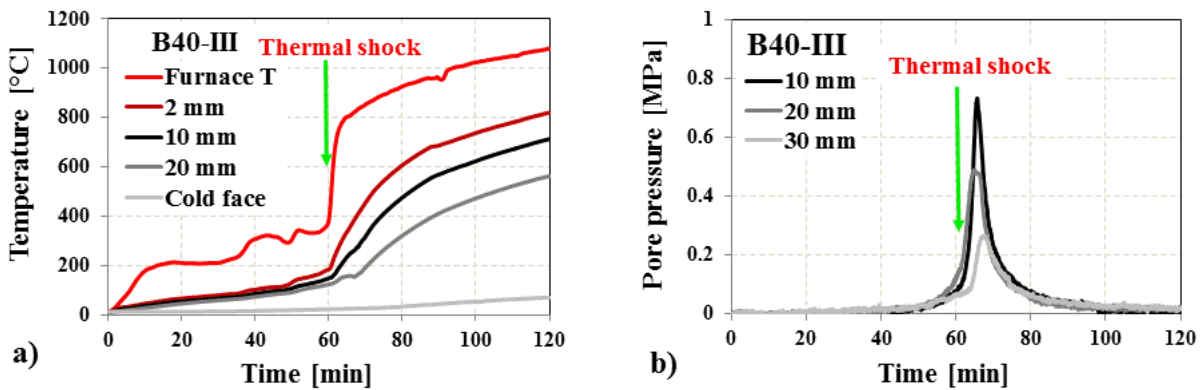 1200
1000
800
600
400
200
0
Temperature [°C]
B40-III
Thermal shock
Furnace T
2 mm
10 mm
20 mm
Cold face
0 20 40 60 80 100 120
Time [min]
a)
1
0.8
0.6
0.4
0.2
0
Pore pressure [MPa]
B40-III
10 mm
Thermal shock
20 mm
30 mm
0 20 40 60 80 100 120
Time [min]
b)